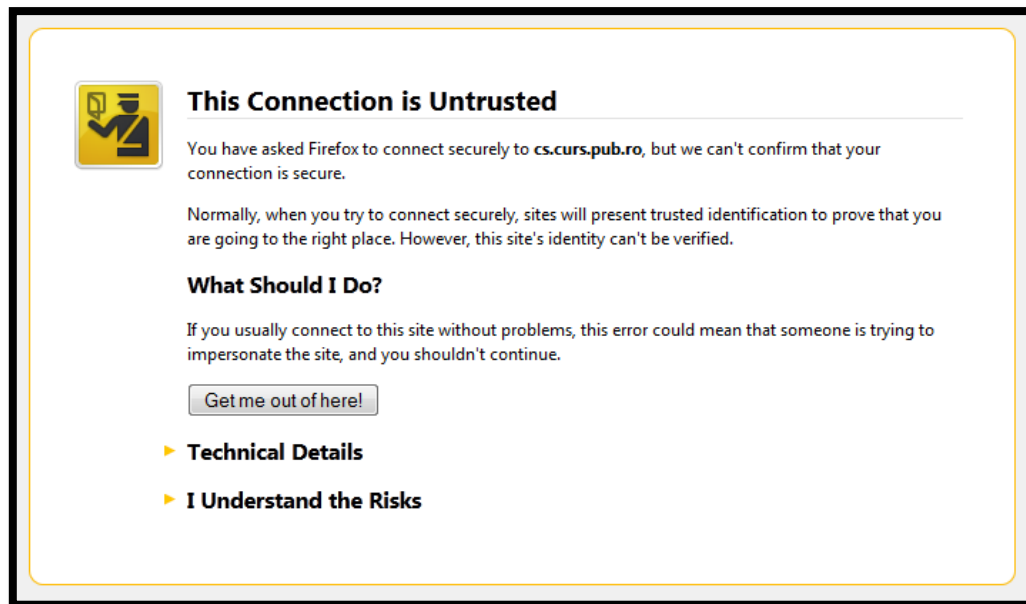 This Connection is Untrusted
You have asked Firefox to connect securely to cs.curs.pub.ro, but we can't confirm that your
connection is secure.
Normally, when you try to connect securely, sites will present trusted identification to prove that you
are going to the right place. However, this site's identity can't be verified.
What Should I Do?
If you usually connect to this site without problems, this error could mean that someone is trying to
impersonate the site, and you shouldn't continue.
Get me out of here!
Technical Details
I Understand the Risks